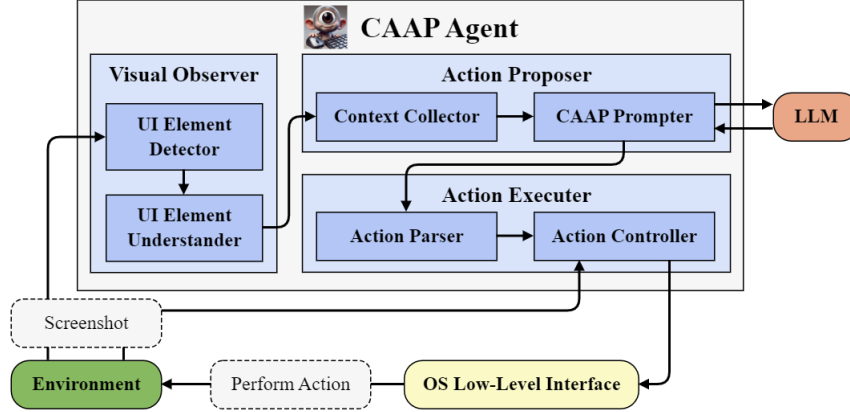 CAAP Agent
Visual Observer
UI Element
Detector
UI Element
Understander
Action Proposer
Context Collector
CAAP Prompter
LLM
Action Executer
Action Parser
Action Controller
Screenshot
Environment
Perform Action
OS Low-Level Interface